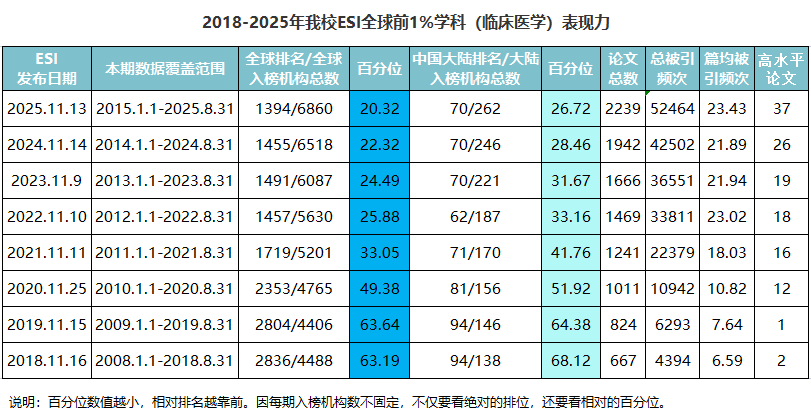 2018-2025年我校ESI全球前1%学科（临床医学）表现力
ESI发布日期 本期数据覆盖范围 全球排名/全球入榜机构总数 百分位 中国大陆排名/大陆入榜机构总数 百分位 论文总数 总被引频次 篇均被引频次 高水平论文
2025.11.13 2015.1.1-2025.8.31 1394/6860 20.32 70/262 26.72 2239 52464 23.43 37
2024.11.14 2014.1.1-2024.8.31 1455/6518 22.32 70/246 28.46 1942 42502 21.89 26
2023.11.9 2013.1.1-2023.8.31 1491/6087 24.49 70/221 31.67 1666 36551 21.94 19
2022.11.10 2012.1.1-2022.8.31 1457/5630 25.88 62/187 33.16 1469 33811 23.02 18
2021.11.11 2011.1.1-2021.8.31 1719/5201 33.05 71/170 41.76 1241 22379 18.03 16
2020.11.25 2010.1.1-2020.8.31 2353/4765 49.38 81/156 51.92 1011 10942 10.82 12
2019.11.15 2009.1.1-2019.8.31 2804/4406 63.64 94/146 64.38 824 6293 7.64 1
2018.11.16 2008.1.1-2018.8.31 2836/4488 63.19 94/138 68.12 667 4394 6.59 2
说明：百分位数值越小，相对排名越靠前。因每期入榜机构数不固定，不仅要看绝对的排位，还要看相对的百分位。